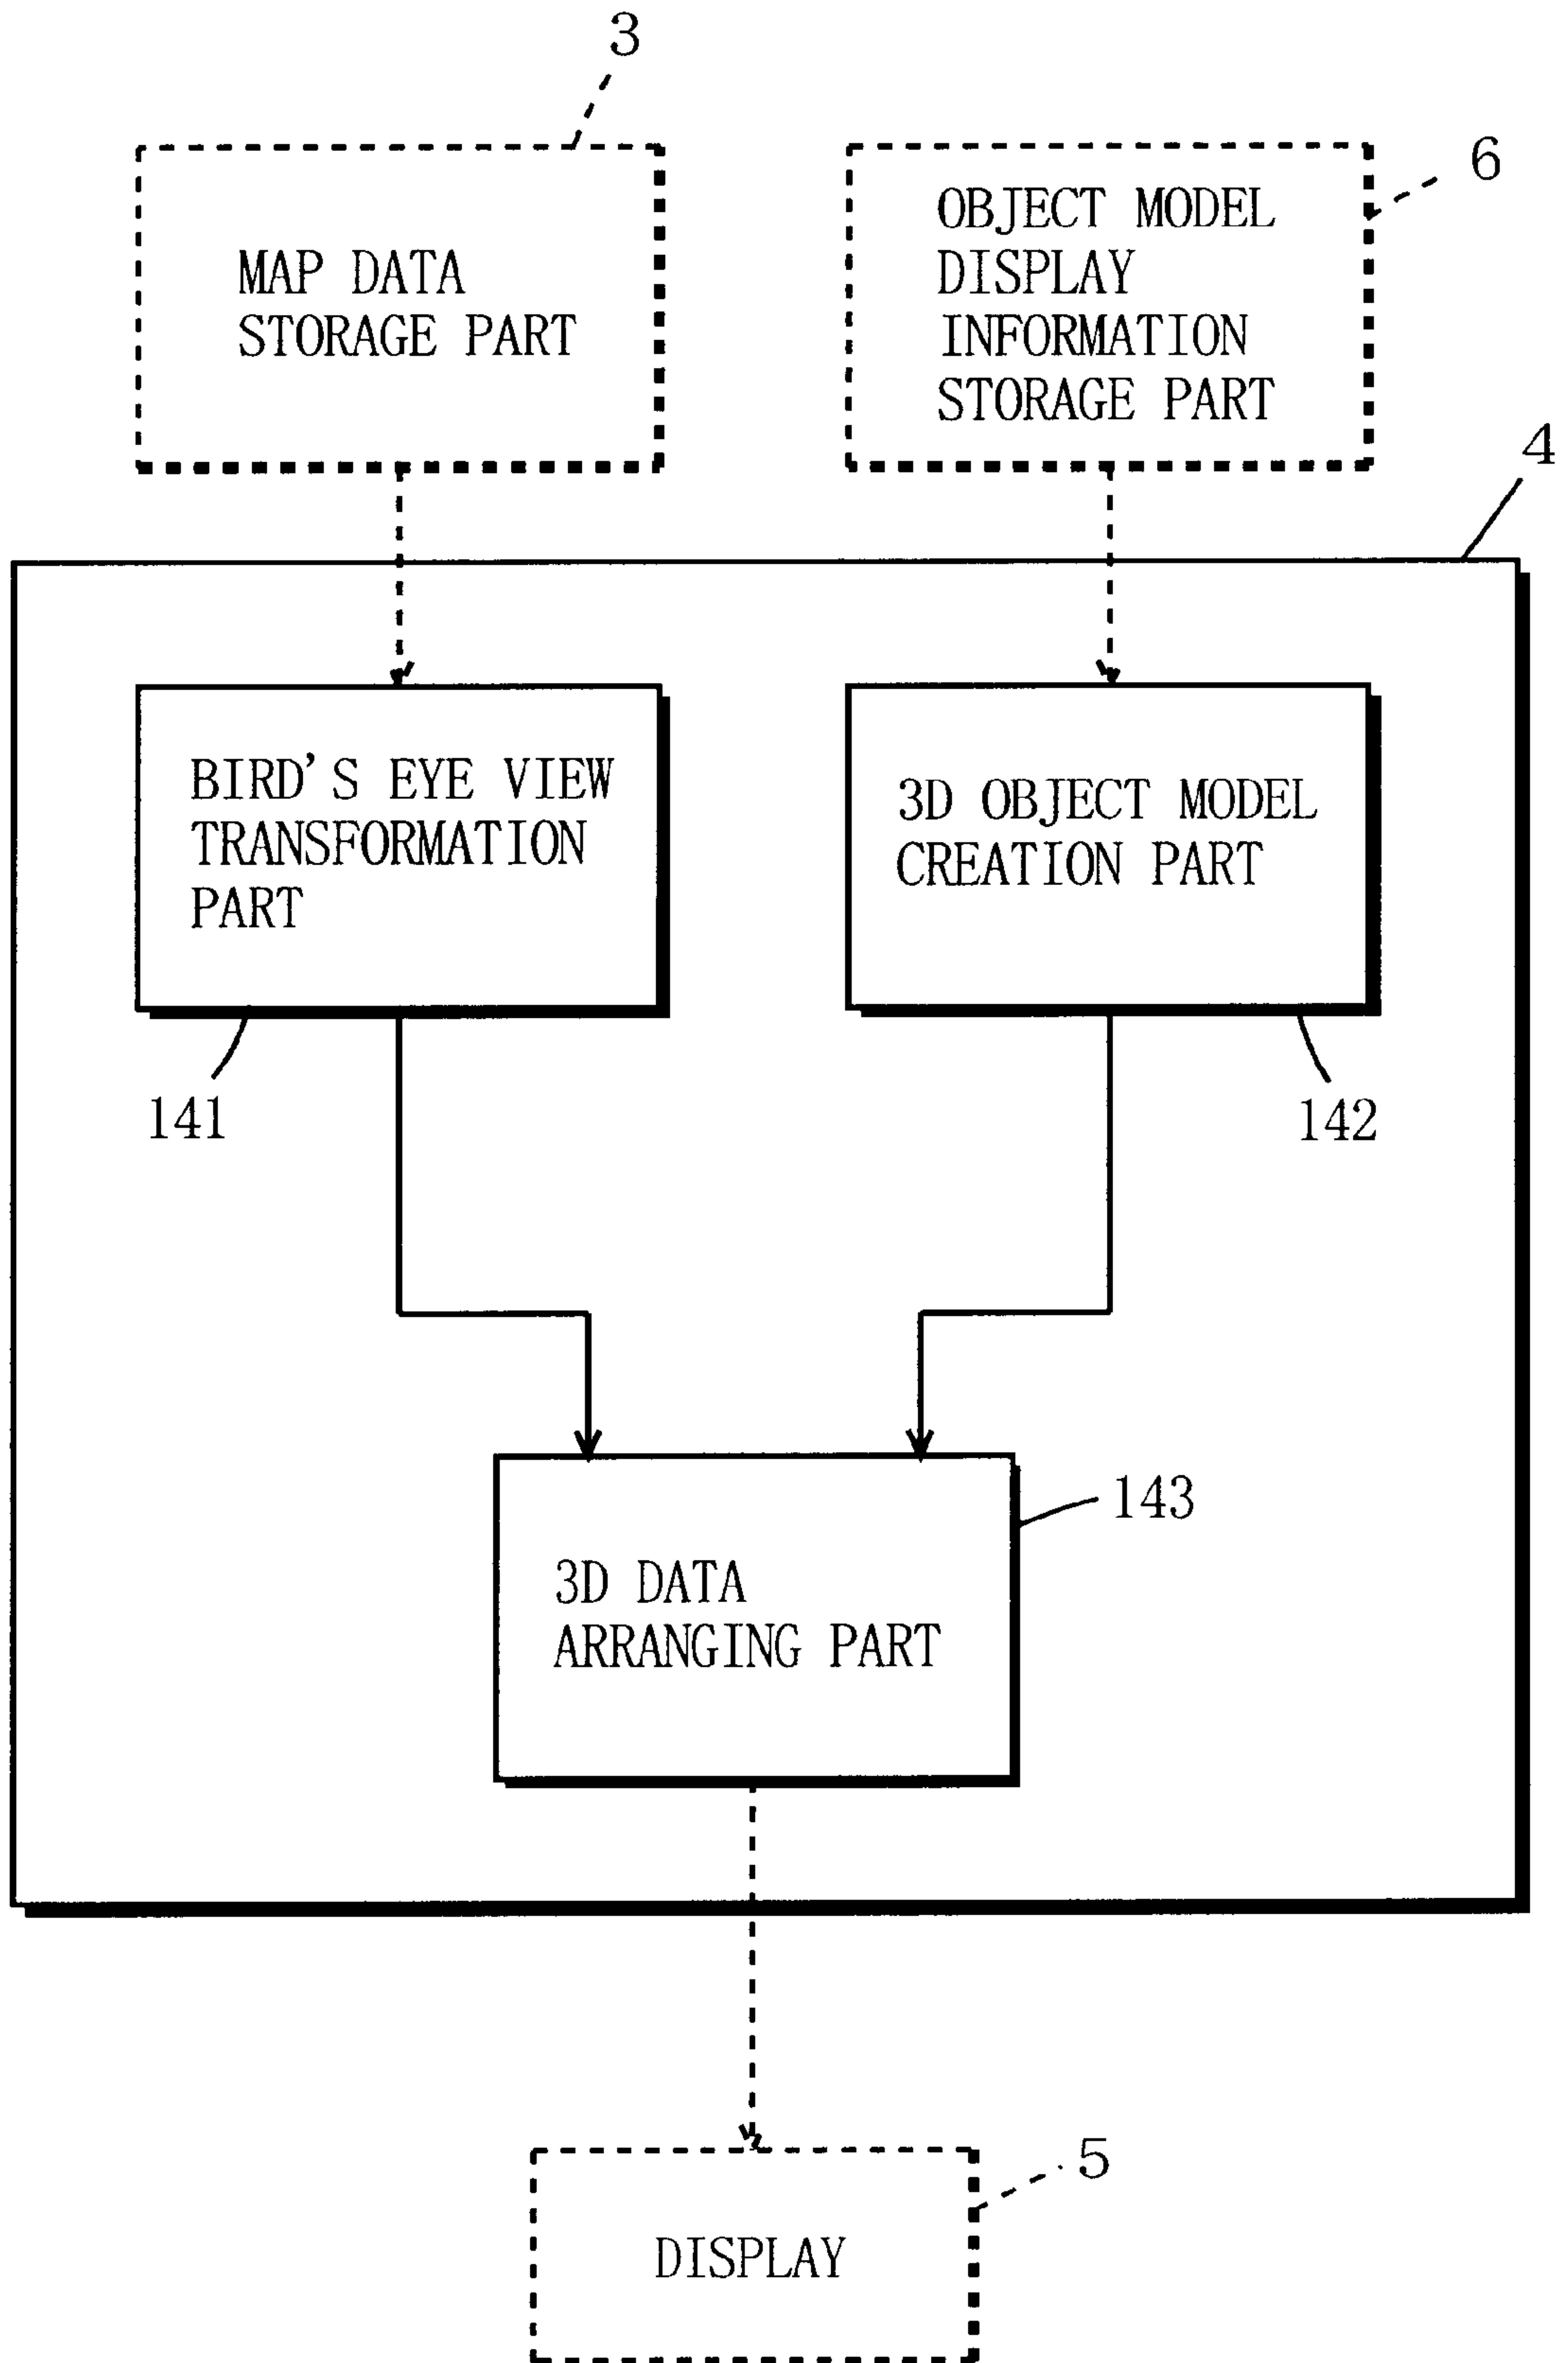 3
6
MAP DATA
STORAGE PART
OBJECT MODEL
DISPLAY
INFORMATION
STORAGE PART
4
BIRD'S EYE VIEW
TRANSFORMATION
PART
3D OBJECT MODEL
CREATION PART
141
142
143
3D DATA
ARRANGING PART
5
DISPLAY